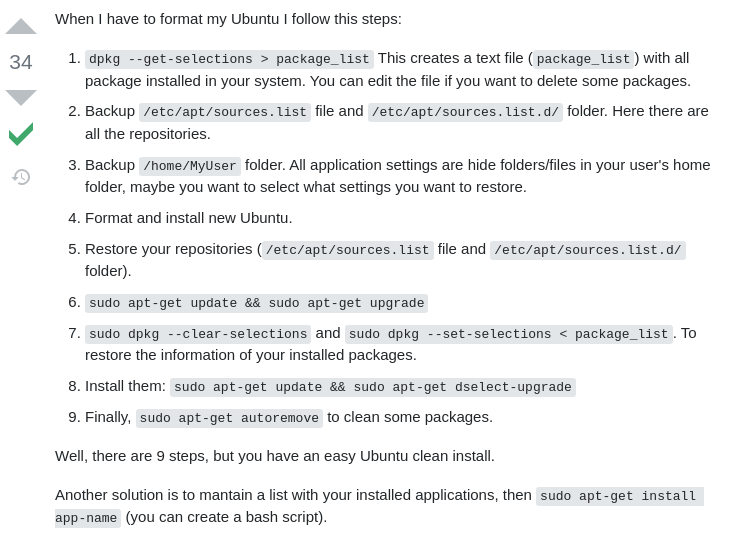 When I have to format my Ubuntu I follow this steps:
34
1. dpkg --get-selections > package_list This creates a text file (package_list) with all
package installed in your system. You can edit the file if you want to delete some packages.
2. Backup /etc/apt/sources.list file and /etc/apt/sources.list.d/ folder. Here there are
all the repositories.
3. Backup /home/MyUser folder. All application settings are hide folders/files in your user's home
folder, maybe you want to select what settings you want to restore.
4. Format and install new Ubuntu.
5. Restore your repositories (/etc/apt/sources.list file and /etc/apt/sources.list.d/
folder).
6. sudo apt-get update && sudo apt-get upgrade
7. sudo dpkg --clear-selections and sudo dpkg --set-selections < package_list. To
restore the information of your installed packages.
8. Install them: sudo apt-get update && sudo apt-get dselect-upgrade
9. Finally, sudo apt-get autoremove to clean some packages.
Well, there are 9 steps, but you have an easy Ubuntu clean install.
Another solution is to mantain a list with your installed applications, then sudo apt-get install
app-name (you can create a bash script).